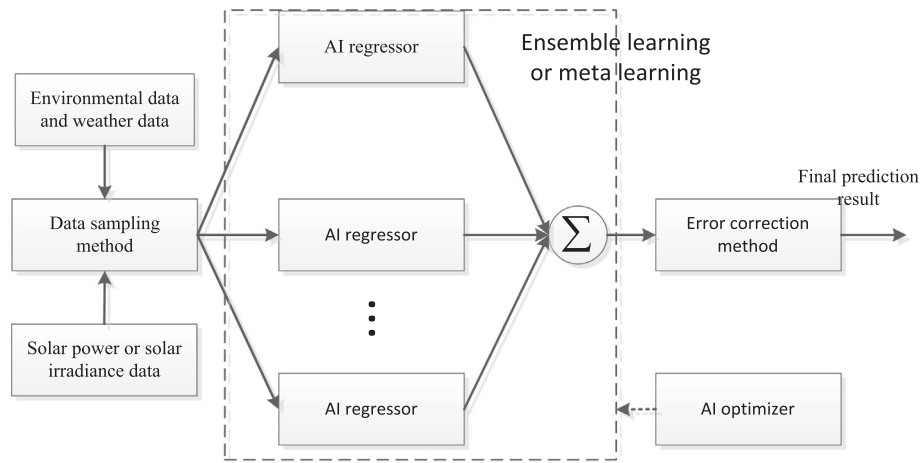 AI regressor
Ensemble learning
or meta learning
Environmental data
and weather data
Data sampling
method
AI regressor
Σ
Error correction
method
Final prediction
result
Solar power or solar
irradiance data
AI regressor
AI optimizer